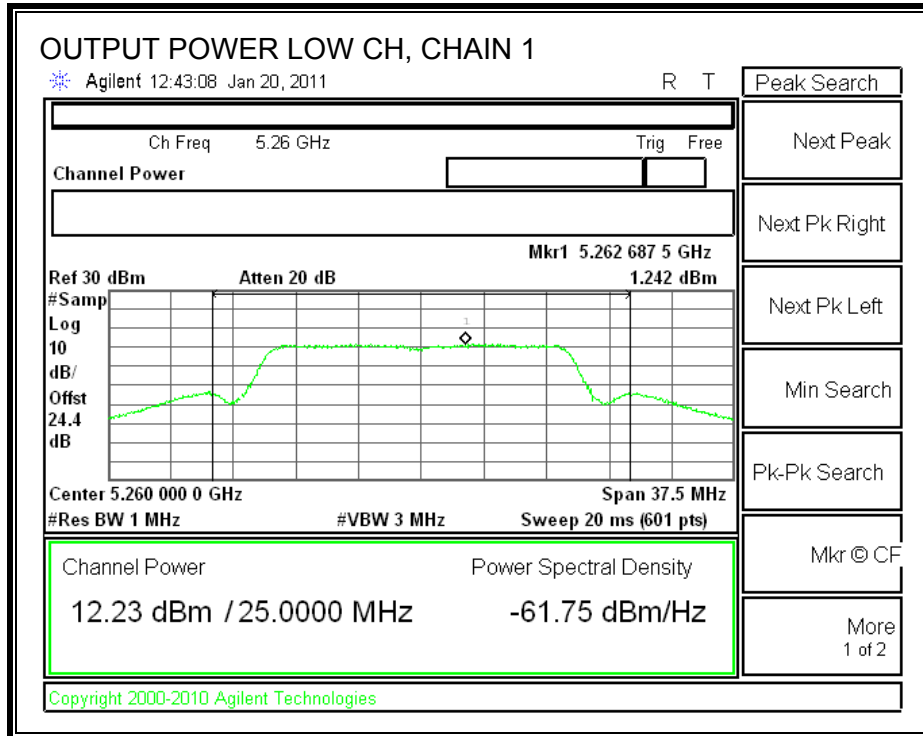 OUTPUT POWER LOW CH, CHAIN 1
Agilent 12:43:08 Jan 20, 2011 R T
Peak Search
Ch Freq 5.26 GHz Trig Free
Channel Power
Next Peak
Next Pk Right
Mkr1 5.262 687 5 GHz
Ref 30 dBm Atten 20 dB 1.242 dBm
#Samp
Log
10
dB/
Offst
24.4
dB
1
Next Pk Left
Min Search
Pk-Pk Search
Center 5.260 000 0 GHz Span 37.5 MHz
#Res BW 1 MHz #VBW 3 MHz Sweep 20 ms (601 pts)
Mkr © CF
Channel Power Power Spectral Density
12.23 dBm / 25.0000 MHz -61.75 dBm/Hz
More
1 of 2
Copyright 2000-2010 Agilent Technologies